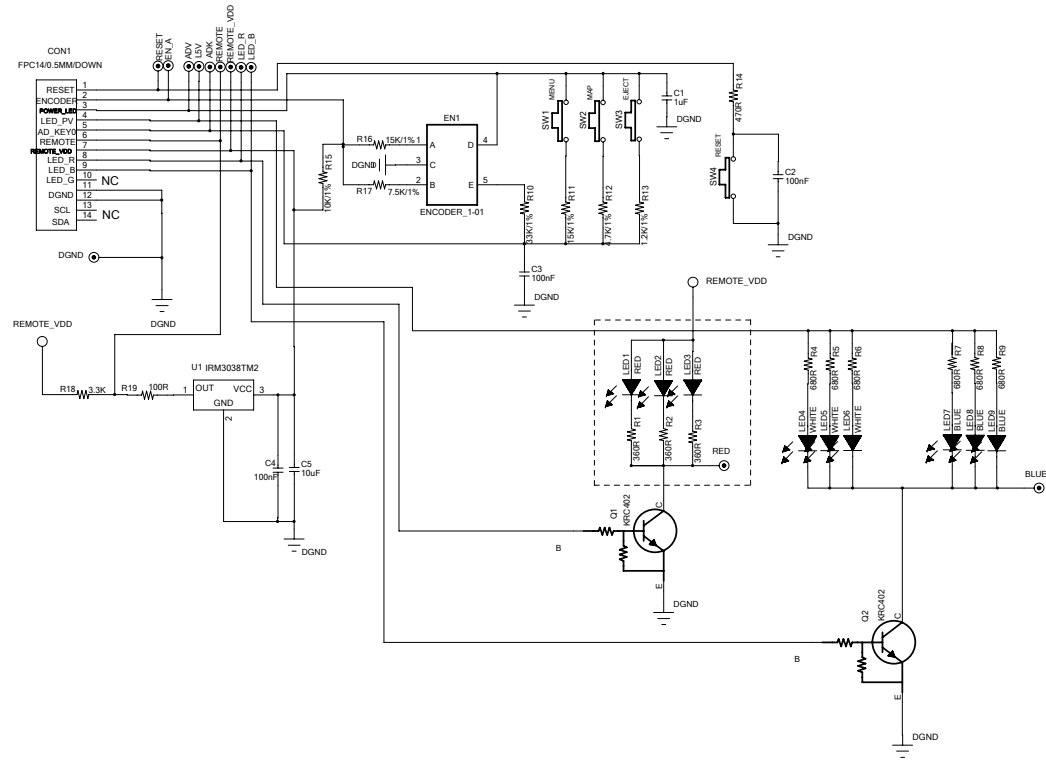 CON1
FPC14/0.5MM/DOWN
RESET
EN_A
ADV
L5V
ADK
REMOTE
REMOTE_VDD
LED_R
LED_B
RESET 1
ENCODER 2
POWER_LED 3
LED_PV 4
AD_KEY0 5
REMOTE 6
REMOTE_VDD 7
LED_R 8
LED_B 9
LED_G 10 NC
11
DGND 12
SCL 13
SDA 14 NC
DGND
DGND
R15
10K/1%
R16 15K/1% 1
DGND 3
R17 7.5K/1% 2
EN1
A D 4
C
B E 5
ENCODER_1-01
R10
33K/1%
C3
100nF
DGND
SW1
MENU
R11
15K/1%
SW2
MAP
R12
4.7K/1%
SW3
EJECT
R13
1.2K/1%
C1
1uF
DGND
R14
470R
SW4
RESET
C2
100nF
DGND
REMOTE_VDD
R18 3.3K
R19 100R
U1 IRM3038TM2
1 OUT VCC 3
GND
2
C4
100nF
C5
10uF
DGND
REMOTE_VDD
LED1
RED
LED2
RED
LED3
RED
R1
360R
R2
360R
R3
360R
RED
Q1
KRC402
B
C
E
DGND
R4
680R
R5
680R
R6
680R
R7
680R
R8
680R
R9
680R
LED4
WHITE
LED5
WHITE
LED6
WHITE
LED7
BLUE
LED8
BLUE
LED9
BLUE
BLUE
Q2
KRC402
B
C
E
DGND